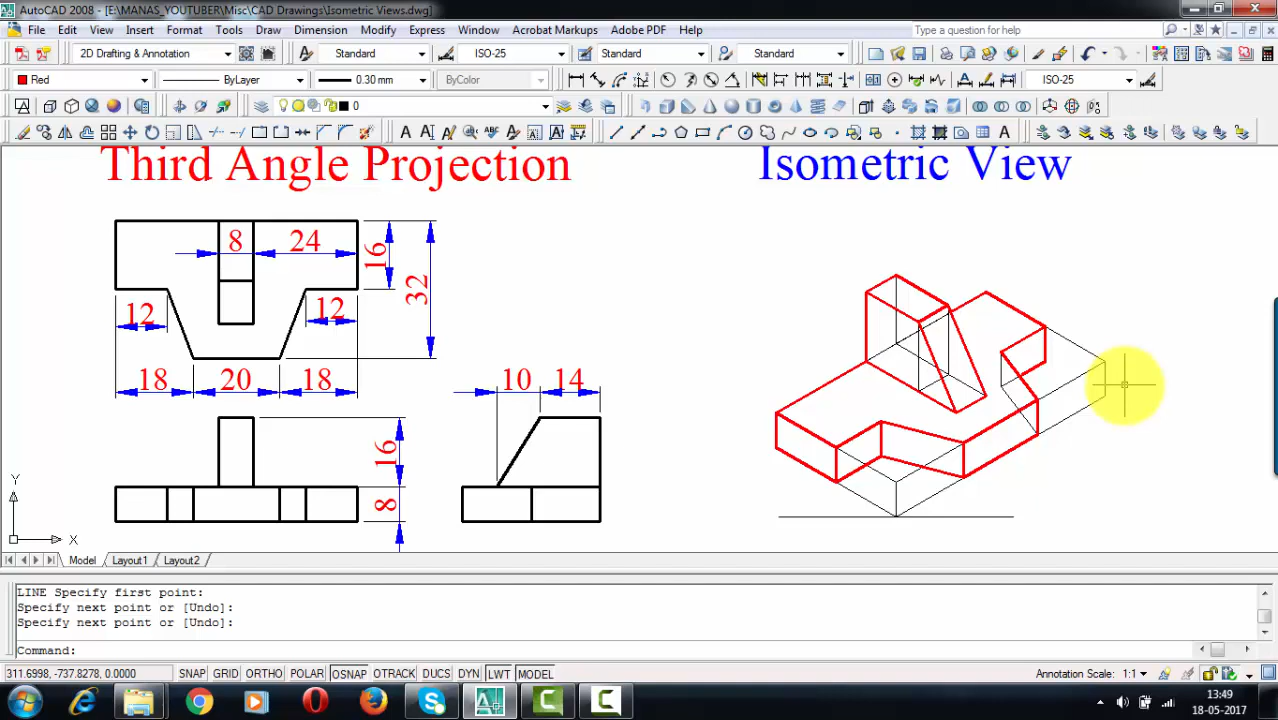 AutoCAD 2008 - [E:\MANAS_YOUTUBER\Misc\CAD Drawings\Isometric Views.dwg]
File Edit View Insert Format Tools Draw Dimension Modify Express Window Acrobat Markups Adobe PDF Help Type a question for help
2D Drafting & Annotation Standard ISO-25 Standard Standard
Red ByLayer 0.30 mm ByColor ISO-25
0
Third Angle Projection
Isometric View
8 24 16
32
12 12
18 20 18
10 14
16
8
Y
X
Model Layout1 Layout2
LINE Specify first point:
Specify next point or [Undo]:
Specify next point or [Undo]:
Command:
311.6998, -737.8278, 0.0000 SNAP GRID ORTHO POLAR OSNAP OTRACK DUCS DYN LWT MODEL Annotation Scale: 1:1
13:49
18-05-2017